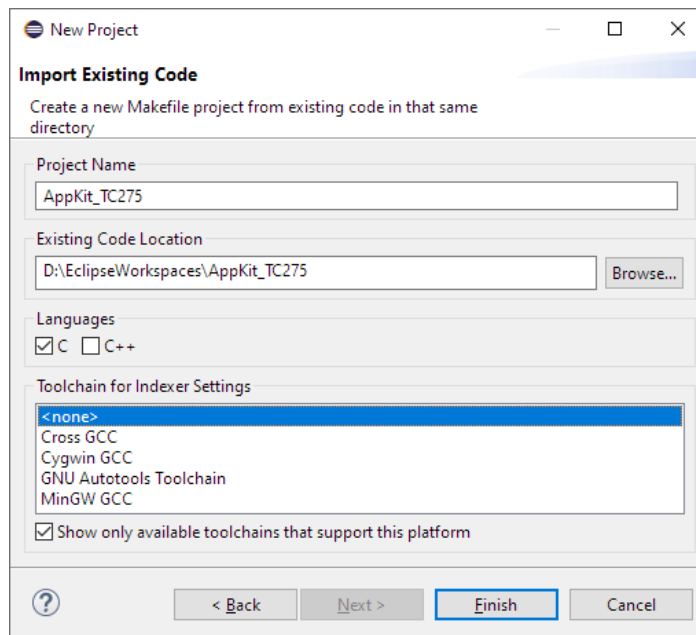 New Project
Import Existing Code
Create a new Makefile project from existing code in that same
directory
Project Name
AppKit_TC275
Existing Code Location
D:\EclipseWorkspaces\AppKit_TC275
Browse...
Languages
C C++
Toolchain for Indexer Settings
<none>
Cross GCC
Cygwin GCC
GNU Autotools Toolchain
MinGW GCC
Show only available toolchains that support this platform
? < Back Next > Finish Cancel